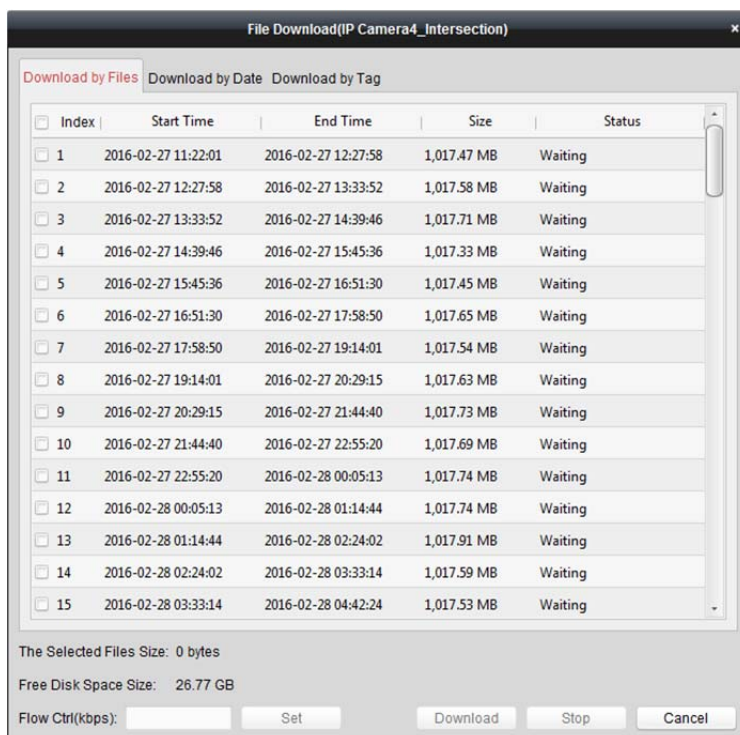 File Download(IP Camera4_Intersection) ×
Download by Files Download by Date Download by Tag
Index Start Time End Time Size Status
1 2016-02-27 11:22:01 2016-02-27 12:27:58 1,017.47 MB Waiting
2 2016-02-27 12:27:58 2016-02-27 13:33:52 1,017.58 MB Waiting
3 2016-02-27 13:33:52 2016-02-27 14:39:46 1,017.71 MB Waiting
4 2016-02-27 14:39:46 2016-02-27 15:45:36 1,017.33 MB Waiting
5 2016-02-27 15:45:36 2016-02-27 16:51:30 1,017.45 MB Waiting
6 2016-02-27 16:51:30 2016-02-27 17:58:50 1,017.65 MB Waiting
7 2016-02-27 17:58:50 2016-02-27 19:14:01 1,017.54 MB Waiting
8 2016-02-27 19:14:01 2016-02-27 20:29:15 1,017.63 MB Waiting
9 2016-02-27 20:29:15 2016-02-27 21:44:40 1,017.73 MB Waiting
10 2016-02-27 21:44:40 2016-02-27 22:55:20 1,017.69 MB Waiting
11 2016-02-27 22:55:20 2016-02-28 00:05:13 1,017.74 MB Waiting
12 2016-02-28 00:05:13 2016-02-28 01:14:44 1,017.74 MB Waiting
13 2016-02-28 01:14:44 2016-02-28 02:24:02 1,017.91 MB Waiting
14 2016-02-28 02:24:02 2016-02-28 03:33:14 1,017.59 MB Waiting
15 2016-02-28 03:33:14 2016-02-28 04:42:24 1,017.53 MB Waiting
The Selected Files Size: 0 bytes
Free Disk Space Size: 26.77 GB
Flow Ctrl(kbps): Set Download Stop Cancel